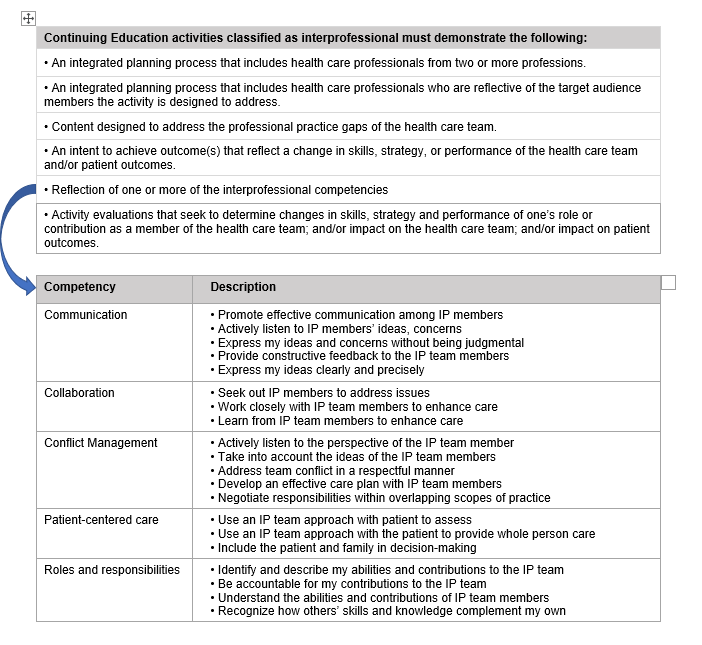 Continuing Education activities classified as interprofessional must demonstrate the following:
• An integrated planning process that includes health care professionals from two or more professions.
• An integrated planning process that includes health care professionals who are reflective of the target audience
members the activity is designed to address.
• Content designed to address the professional practice gaps of the health care team.
• An intent to achieve outcome(s) that reflect a change in skills, strategy, or performance of the health care team
and/or patient outcomes.
• Reflection of one or more of the interprofessional competencies
• Activity evaluations that seek to determine changes in skills, strategy and performance of one's role or
contribution as a member of the health care team; and/or impact on the health care team; and/or impact on patient
outcomes.
Competency Description
Communication
• Promote effective communication among IP members
• Actively listen to IP members' ideas, concerns
• Express my ideas and concerns without being judgmental
• Provide constructive feedback to the IP team members
• Express my ideas clearly and precisely
Collaboration
• Seek out IP members to address issues
• Work closely with IP team members to enhance care
• Learn from IP team members to enhance care
Conflict Management
• Actively listen to the perspective of the IP team member
• Take into account the ideas of the IP team members
• Address team conflict in a respectful manner
• Develop an effective care plan with IP team members
• Negotiate responsibilities within overlapping scopes of practice
Patient-centered care
• Use an IP team approach with patient to assess
• Use an IP team approach with the patient to provide whole person care
• Include the patient and family in decision-making
Roles and responsibilities
• Identify and describe my abilities and contributions to the IP team
• Be accountable for my contributions to the IP team
• Understand the abilities and contributions of IP team members
• Recognize how others' skills and knowledge complement my own